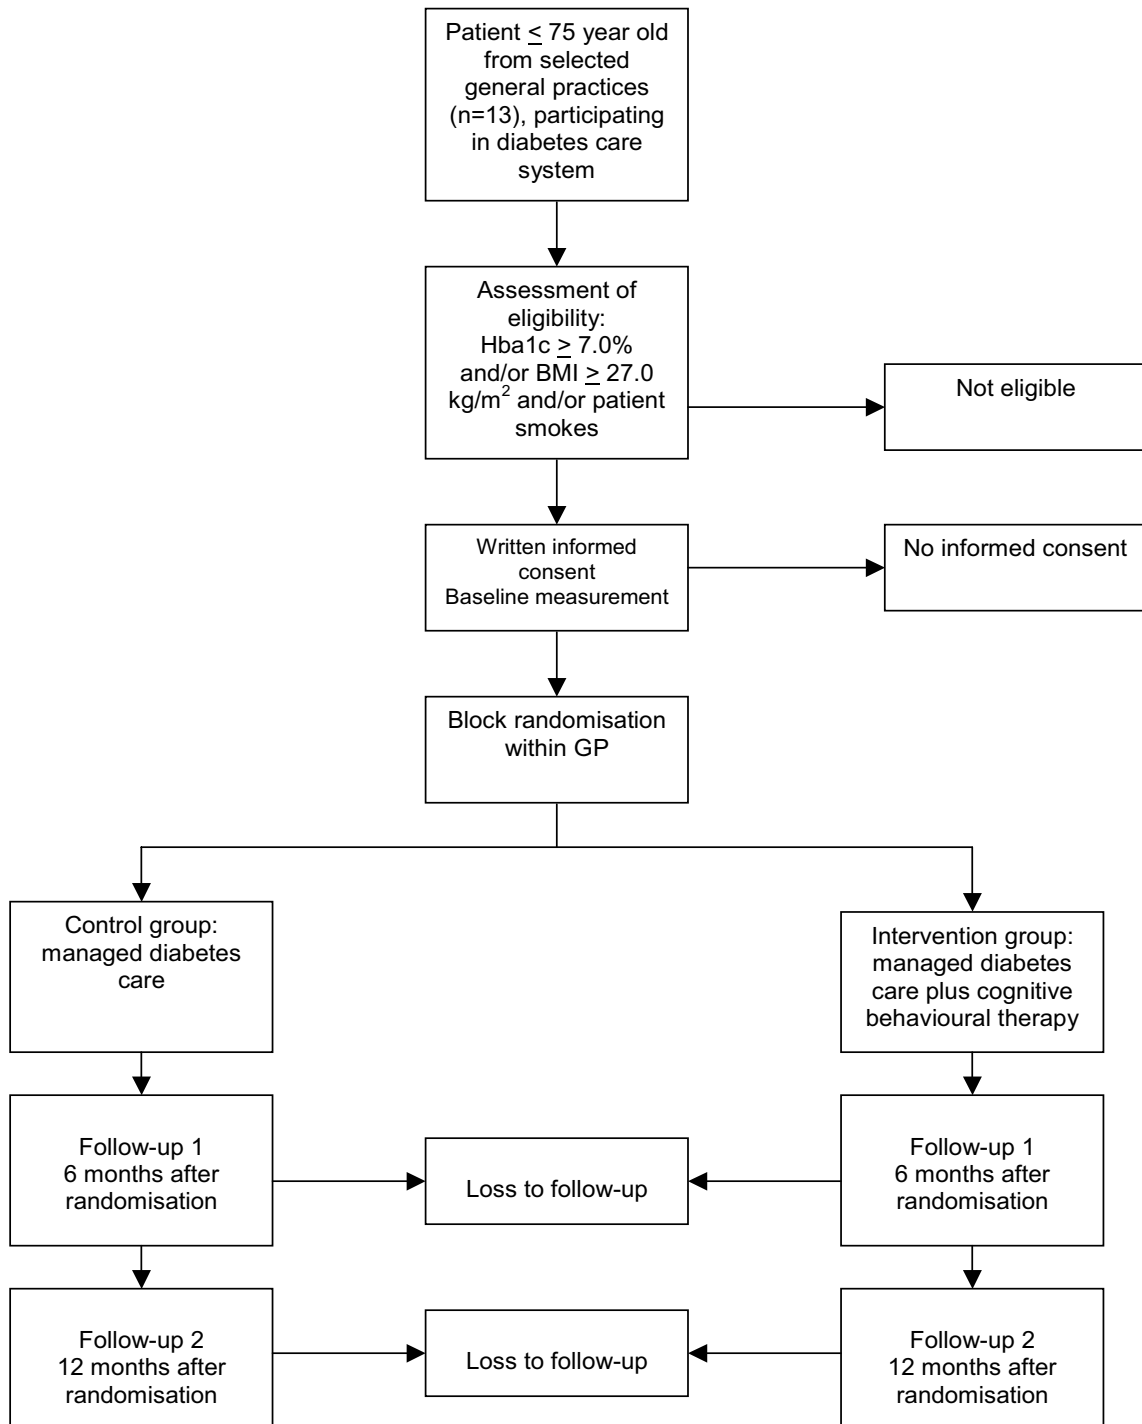 Patient ≤ 75 year old
from selected
general practices
(n=13), participating
in diabetes care
system
Assessment of
eligibility:
Hba1c ≥ 7.0%
and/or BMI ≥ 27.0
kg/m² and/or patient
smokes
Not eligible
Written informed
consent
Baseline measurement
No informed consent
Block randomisation
within GP
Control group:
managed diabetes
care
Intervention group:
managed diabetes
care plus cognitive
behavioural therapy
Follow-up 1
6 months after
randomisation
Loss to follow-up
Follow-up 1
6 months after
randomisation
Follow-up 2
12 months after
randomisation
Loss to follow-up
Follow-up 2
12 months after
randomisation